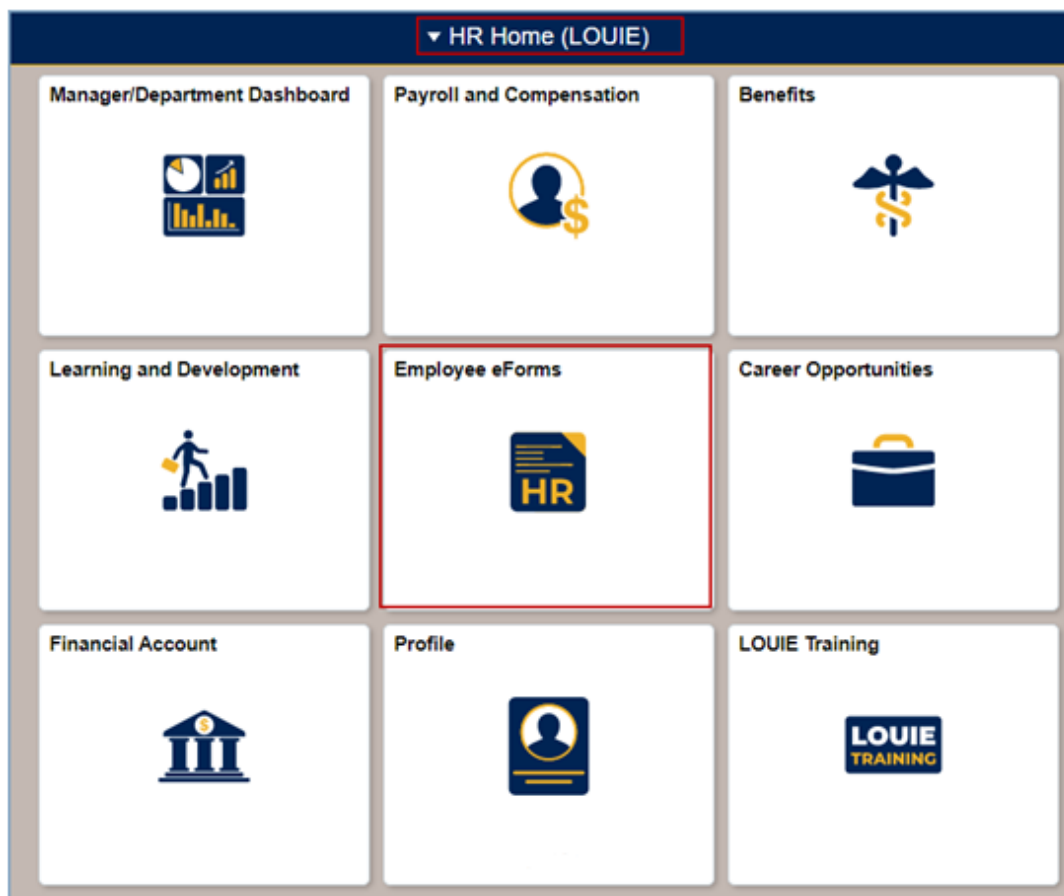 HR Home (LOUIE)
Manager/Department Dashboard
Payroll and Compensation
Benefits
$
Learning and Development
Employee eForms
Career Opportunities
HR
Financial Account
Profile
LOUIE Training
$
LOUIE
TRAINING